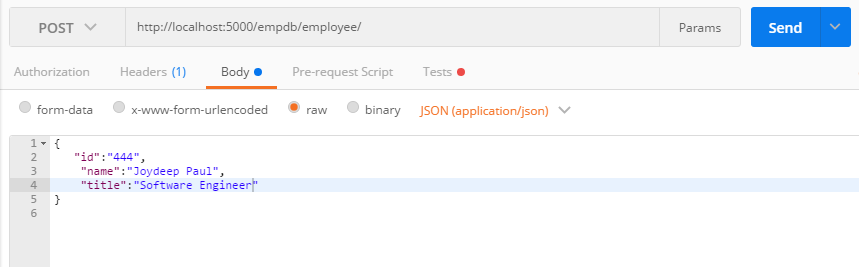 POST http://localhost:5000/empdb/employee/ Params Send
Authorization Headers (1) Body Pre-request Script Tests
form-data x-www-form-urlencoded raw binary JSON (application/json)
1 {
2 "id":"444",
3 "name":"Joydeep Paul",
4 "title":"Software Engineer"
5 }
6